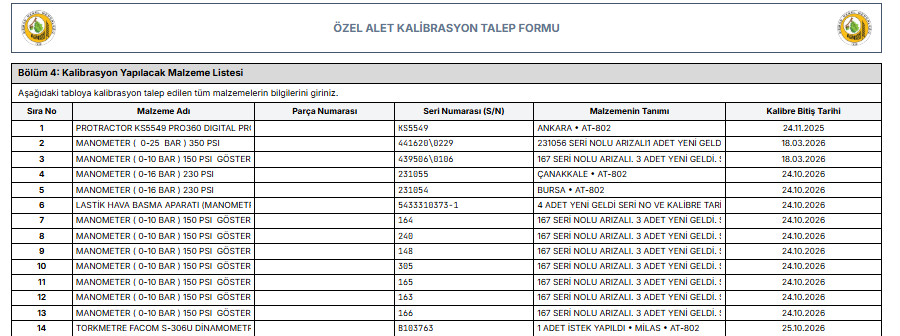 ÖZEL ALET KALİBRASYON TALEP FORMU
Bölüm 4: Kalibrasyon Yapılacak Malzeme Listesi
Aşağıdaki tabloya kalibrasyon talep edilen tüm malzemelerin bilgilerini giriniz.
Sıra No Malzeme Adı Parça Numarası Seri Numarası (S/N) Malzemenin Tanımı Kalibre Bitiş Tarihi
1 PROTRACTOR KS5549 PRO360 DIGITAL KS5549 ANKARA • AT-802 24.11.2025
2 MANOMETER ( 0-25 BAR ) 350 PSI 441620\0229 231056 SERİ NOLU ARIZALI1 ADET YENİ GELD 18.03.2026
3 MANOMETER ( 0-10 BAR ) 150 PSI GÖSTER 439506\0106 167 SERİ NOLU ARIZALI. 3 ADET YENİ GELDİ. 18.03.2026
4 MANOMETER ( 0-16 BAR ) 230 PSI 231055 ÇANAKKALE • AT-802 24.10.2026
5 MANOMETER ( 0-16 BAR ) 230 PSI 231054 BURSA • AT-802 24.10.2026
6 LASTİK HAVA BASMA APARATI (MANOMETR 5433310373-1 4 ADET YENİ GELDİ SERİ NO VE KALİBRE TARİ 24.10.2026
7 MANOMETER ( 0-10 BAR ) 150 PSI GÖSTER 164 167 SERİ NOLU ARIZALI. 3 ADET YENİ GELDİ. 24.10.2026
8 MANOMETER ( 0-10 BAR ) 150 PSI GÖSTER 240 167 SERİ NOLU ARIZALI. 3 ADET YENİ GELDİ. 24.10.2026
9 MANOMETER ( 0-10 BAR ) 150 PSI GÖSTER 148 167 SERİ NOLU ARIZALI. 3 ADET YENİ GELDİ. 24.10.2026
10 MANOMETER ( 0-10 BAR ) 150 PSI GÖSTER 305 167 SERİ NOLU ARIZALI. 3 ADET YENİ GELDİ. 24.10.2026
11 MANOMETER ( 0-10 BAR ) 150 PSI GÖSTER 165 167 SERİ NOLU ARIZALI. 3 ADET YENİ GELDİ. 24.10.2026
12 MANOMETER ( 0-10 BAR ) 150 PSI GÖSTER 163 167 SERİ NOLU ARIZALI. 3 ADET YENİ GELDİ. 24.10.2026
13 MANOMETER ( 0-10 BAR ) 150 PSI GÖSTER 166 167 SERİ NOLU ARIZALI. 3 ADET YENİ GELDİ. 24.10.2026
14 TORKMETRE FACOM S-306U DİNAMOMETR B103763 1 ADET İSTEK YAPILDI • MİLAS • AT-802 25.10.2026